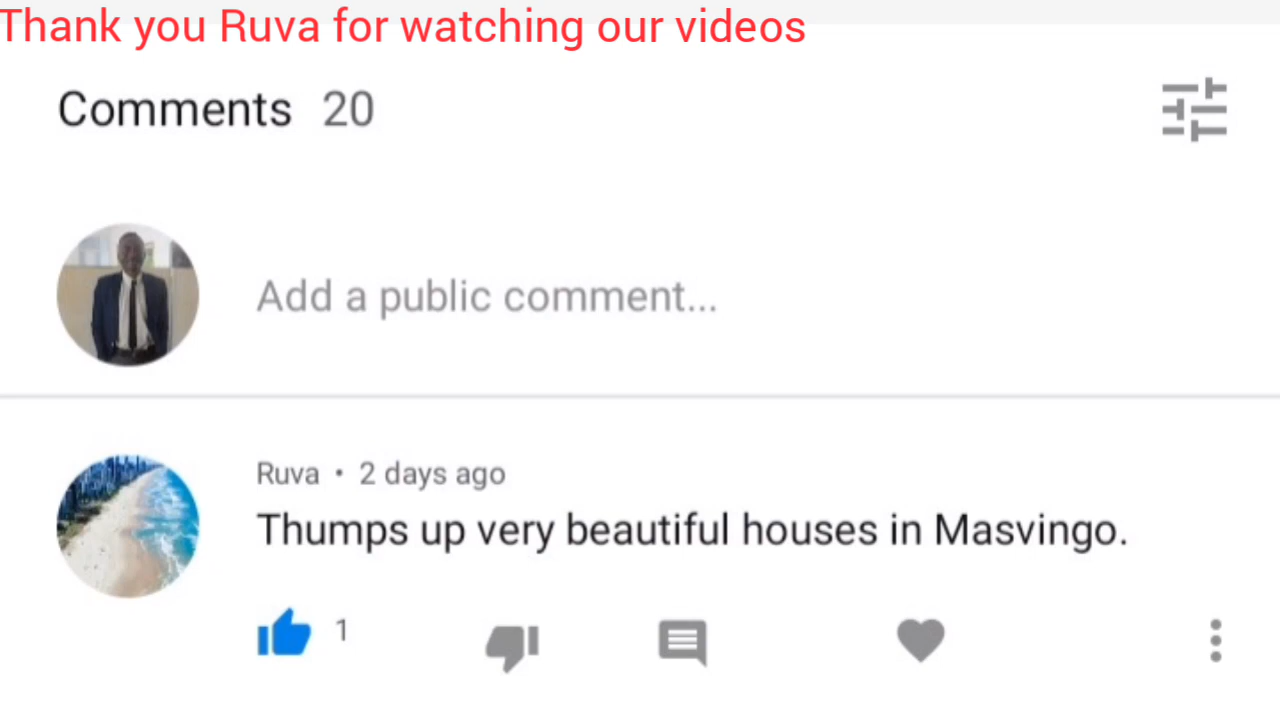 Thank you Ruva for watching our videos
Comments 20
Add a public comment...
Ruva • 2 days ago
Thumps up very beautiful houses in Masvingo.
1